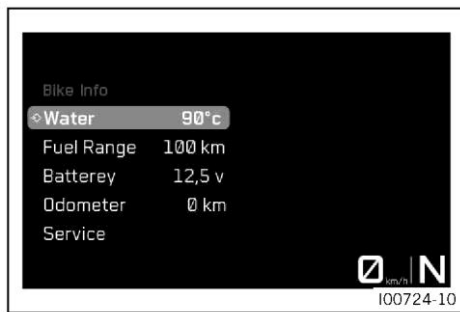 Bike Info
Water 90°c
Fuel Range 100 km
Batterey 12,5 v
Odometer 0 km
Service
0 km/h N
I00724-10